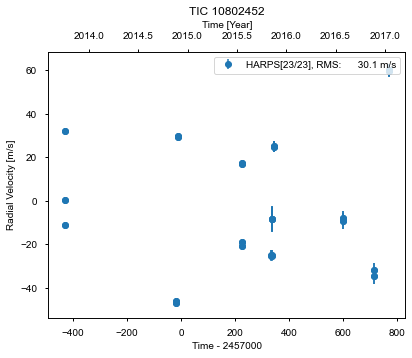 TIC 10802452
Time [Year]
2014.0 2014.5 2015.0 2015.5 2016.0 2016.5 2017.0
HARPS[23/23], RMS: 30.1 m/s
Radial Velocity [m/s]
60
40
20
0
−20
−40
−400 −200 0 200 400 600 800
Time - 2457000